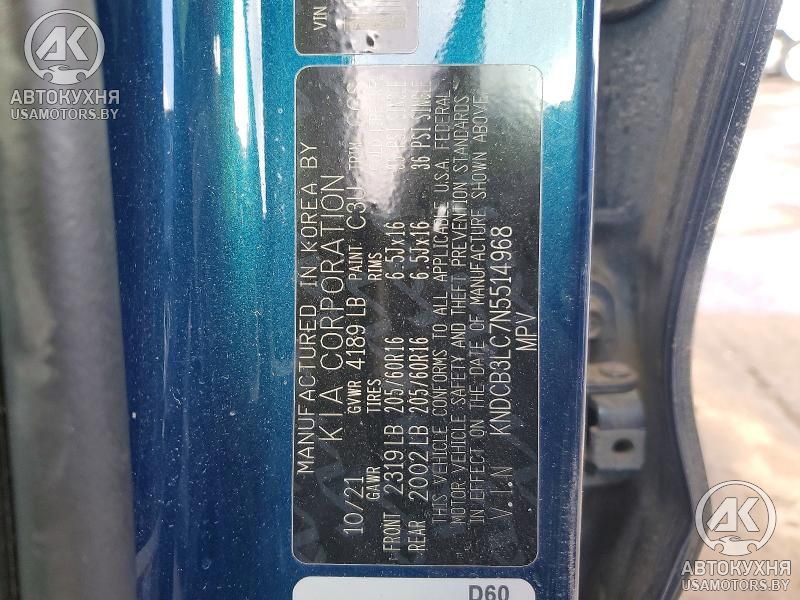 AK
АВТОКУХНЯ
USAMOTORS.BY
VIN
MANUFACTURED IN KOREA BY
KIA CORPORATION
10/21 GVWR 4189 LB PAINT C3U TRIM
GAWR TIRES RIMS
FRONT 2319 LB 205/60R16 6.5Jx16 PSI SINGLE
REAR 2002 LB 205/60R16 6.5Jx16 36 PSI SINGLE
THIS VEHICLE CONFORMS TO ALL APPLICABLE U.S.A. FEDERAL
MOTOR VEHICLE SAFETY AND THEFT PREVENTION STANDARDS
IN EFFECT ON THE DATE OF MANUFACTURE SHOWN ABOVE.
V.I.N KNDCB3LC7N5514968
MPV
D60
AK
АВТОКУХНЯ
USAMOTORS.BY